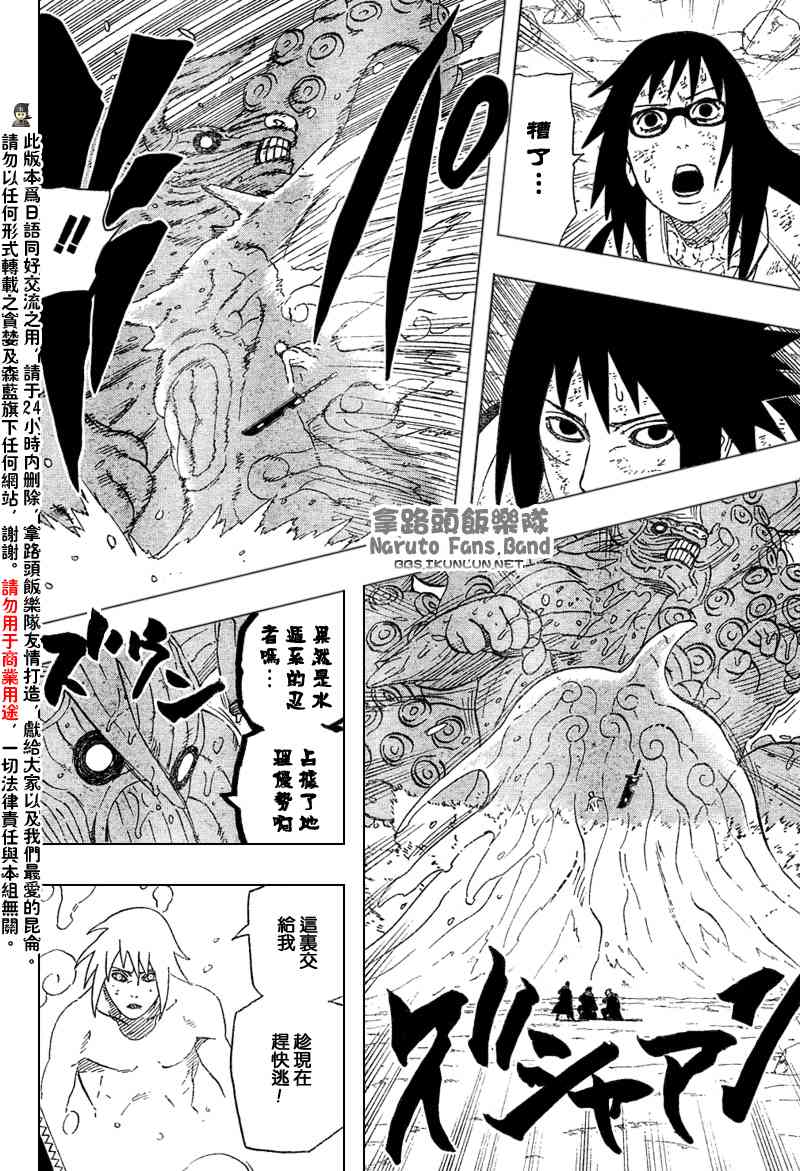 糟了…
!!
拿路頭飯樂隊
Naruto Fans Band
BBS.IKUNLUN.NET
ズシャアン
果然是水
遁系的忍
者嗎…
占據了地
理優勢啊
ズウン
這裏交
給我
趁現在
趕快逃！
此版本爲日語同好交流之用，請于24小時内删除，拿路頭飯樂隊友情打造，獻給大家以及我們最愛的昆侖。
請勿以任何形式轉載之貪婪及森藍旗下任何網站，謝謝。請勿用于商業用途，一切法律責任與本組無關。